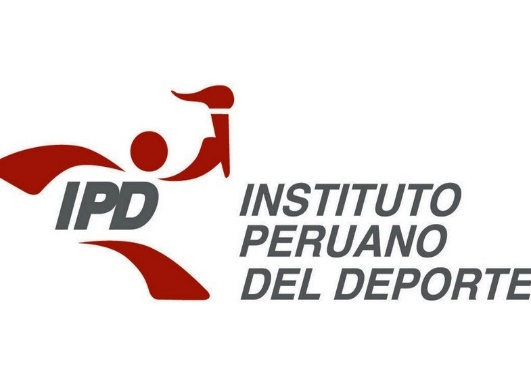 IPD
INSTITUTO
PERUANO
DEL DEPORTE